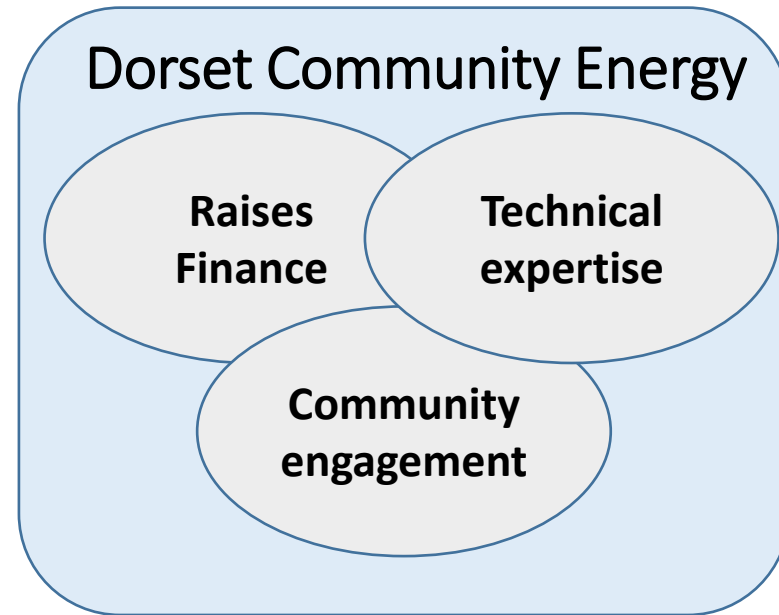 Dorset Community Energy
Raises
Finance
Technical
expertise
Community
engagement